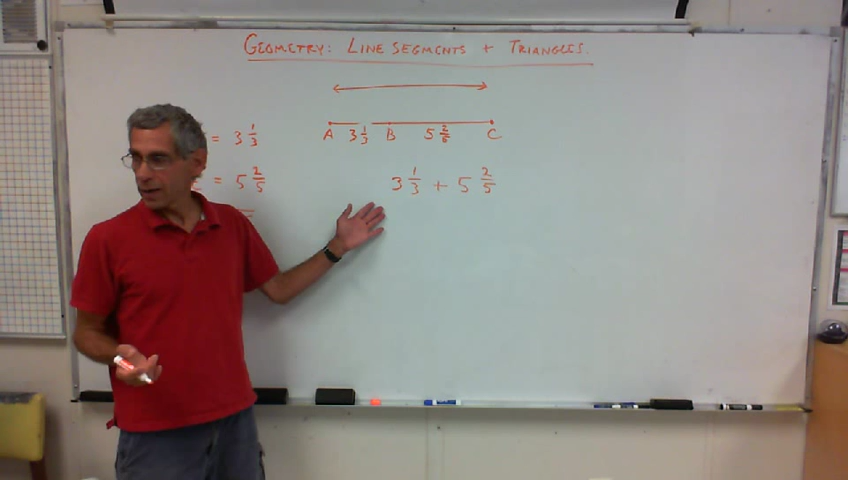 GEOMETRY: LINE SEGMENTS + TRIANGLES.
A 3 1/3 B 5 2/5 C
= 3 1/3
= 5 2/5
3 1/3 + 5 2/5